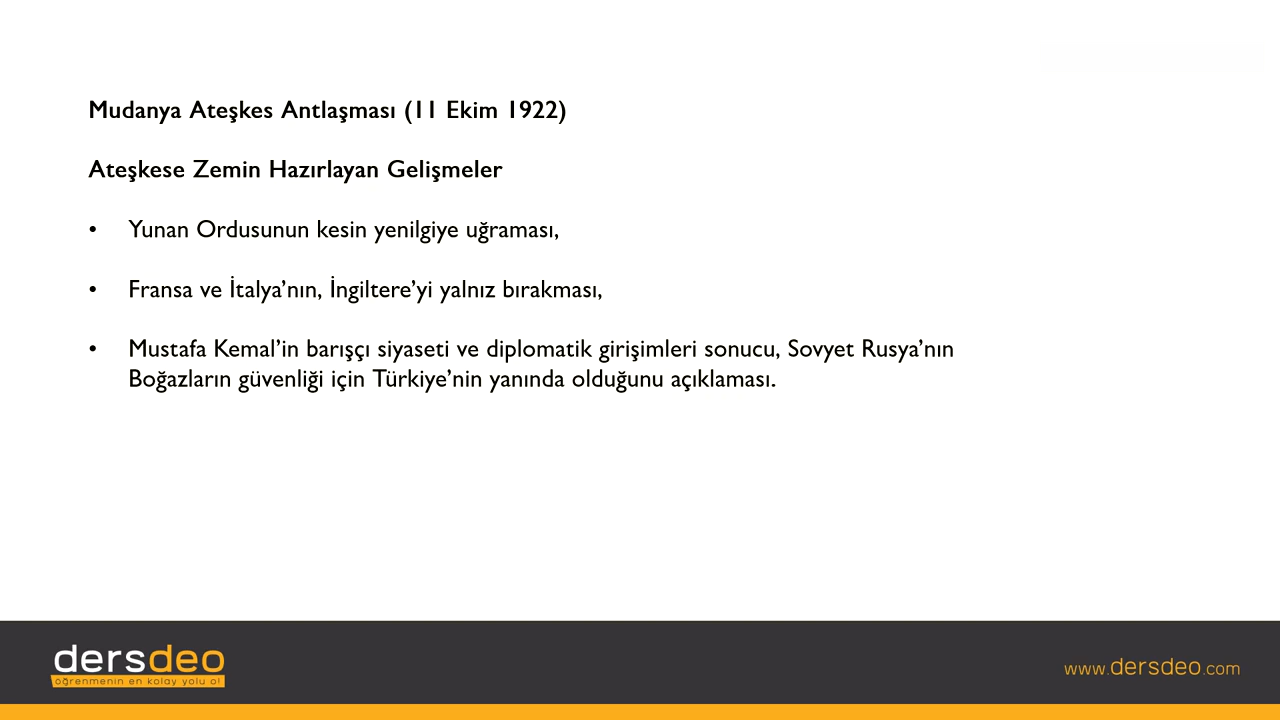 Mudanya Ateşkes Antlaşması (11 Ekim 1922)
Ateşkese Zemin Hazırlayan Gelişmeler
• Yunan Ordusunun kesin yenilgiye uğraması,
• Fransa ve İtalya’nın, İngiltere’yi yalnız bırakması,
• Mustafa Kemal’in barışçı siyaseti ve diplomatik girişimleri sonucu, Sovyet Rusya’nın
Boğazların güvenliği için Türkiye’nin yanında olduğunu açıklaması.
dersdeo
öğrenmenin en kolay yolu o!
www.dersdeo.com